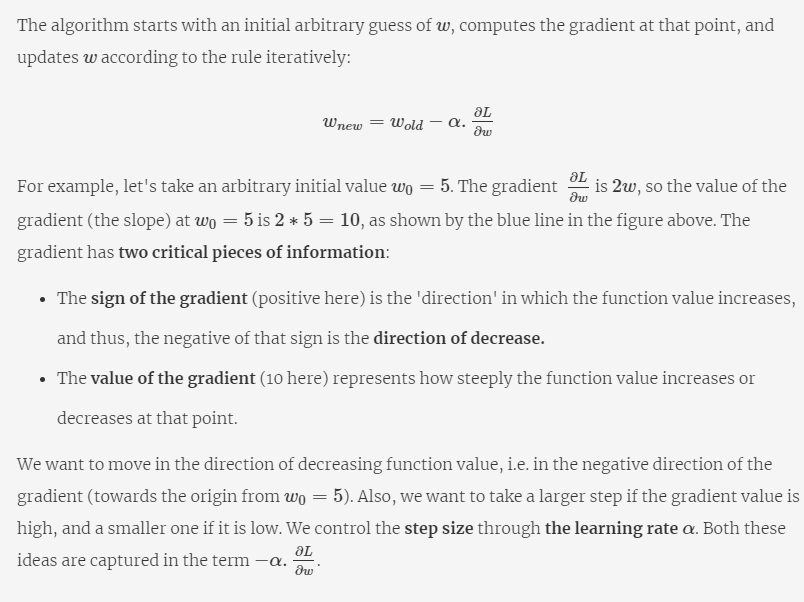 The algorithm starts with an initial arbitrary guess of w, computes the gradient at that point, and
updates w according to the rule iteratively:
w_new = w_old − α. ∂L/∂w
For example, let's take an arbitrary initial value w₀ = 5. The gradient ∂L/∂w is 2w, so the value of the
gradient (the slope) at w₀ = 5 is 2 * 5 = 10, as shown by the blue line in the figure above. The
gradient has two critical pieces of information:
• The sign of the gradient (positive here) is the 'direction' in which the function value increases,
and thus, the negative of that sign is the direction of decrease.
• The value of the gradient (10 here) represents how steeply the function value increases or
decreases at that point.
We want to move in the direction of decreasing function value, i.e. in the negative direction of the
gradient (towards the origin from w₀ = 5). Also, we want to take a larger step if the gradient value is
high, and a smaller one if it is low. We control the step size through the learning rate α. Both these
ideas are captured in the term −α. ∂L/∂w.